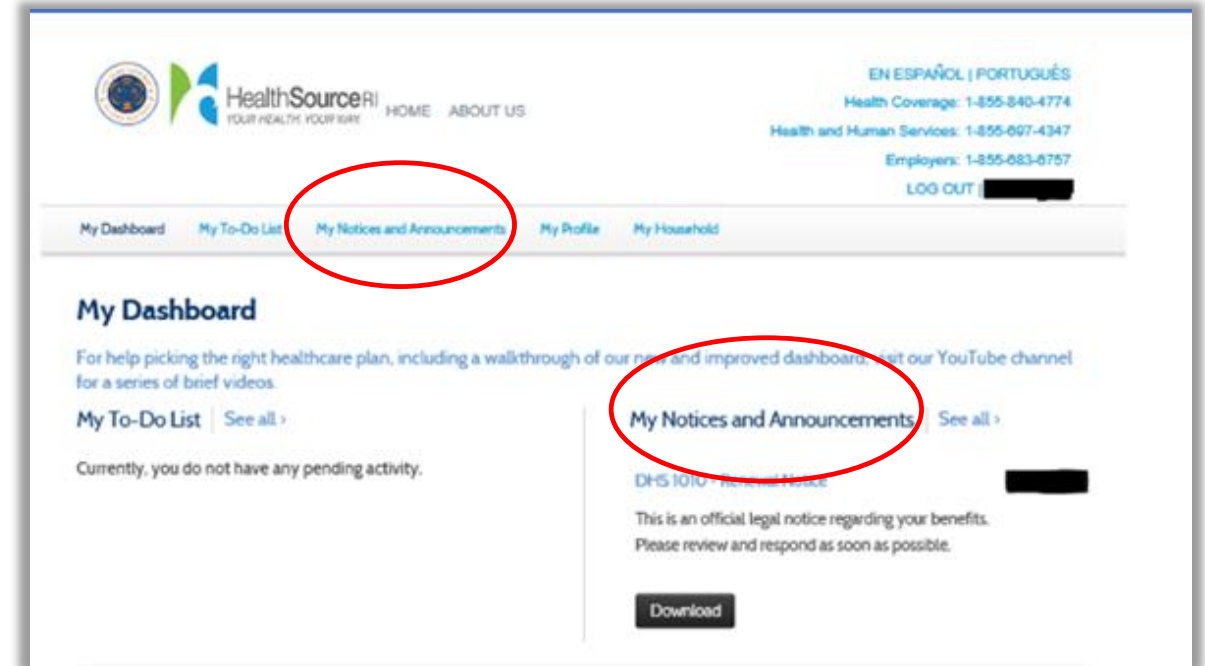 EN ESPAÑOL | PORTUGUÊS
HealthSourceRI
YOUR HEALTH. YOUR WAY.
HOME ABOUT US
Health Coverage: 1-855-840-4774
Health and Human Services: 1-855-697-4347
Employers: 1-855-683-6757
LOG OUT |
My Dashboard My To-Do List My Notices and Announcements My Profile My Household
My Dashboard
For help picking the right healthcare plan, including a walkthrough of our new and improved dashboard, visit our YouTube channel
for a series of brief videos.
My To-Do List See all ›
Currently, you do not have any pending activity.
My Notices and Announcements See all ›
DHS 1010 - Renewal Notice
This is an official legal notice regarding your benefits.
Please review and respond as soon as possible.
Download